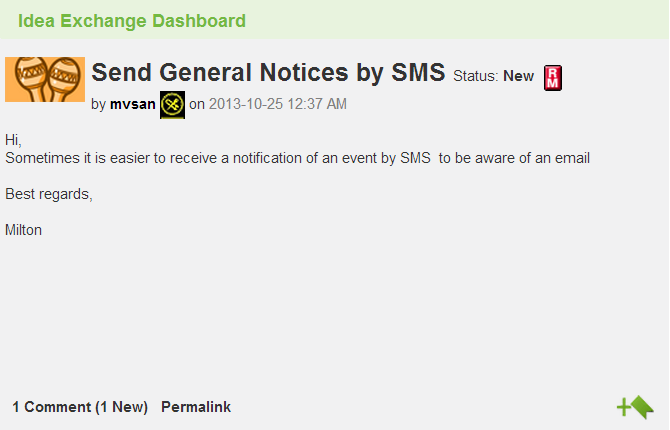 Idea Exchange Dashboard
Send General Notices by SMS Status: New RM
by mvsan on 2013-10-25 12:37 AM
Hi,
Sometimes it is easier to receive a notification of an event by SMS  to be aware of an email
Best regards,
Milton
1 Comment (1 New) Permalink